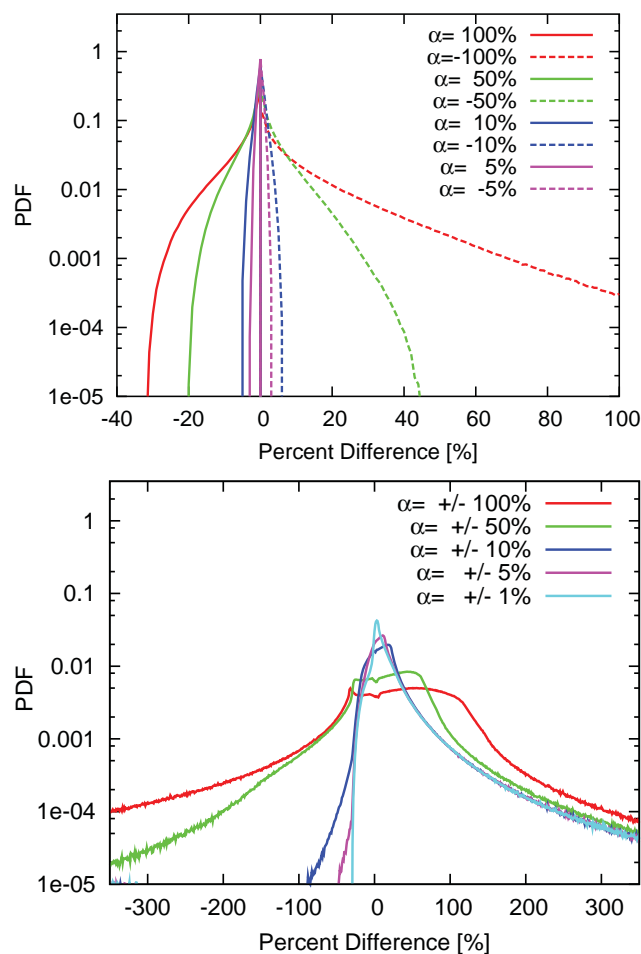 α= 100%
α=-100%
α= 50%
α= -50%
α= 10%
α= -10%
α= 5%
α= -5%
1
0.1
0.01
0.001
1e-04
1e-05
PDF
-40 -20 0 20 40 60 80 100
Percent Difference [%]
α= +/- 100%
α= +/- 50%
α= +/- 10%
α= +/- 5%
α= +/- 1%
1
0.1
0.01
0.001
1e-04
1e-05
PDF
-300 -200 -100 0 100 200 300
Percent Difference [%]